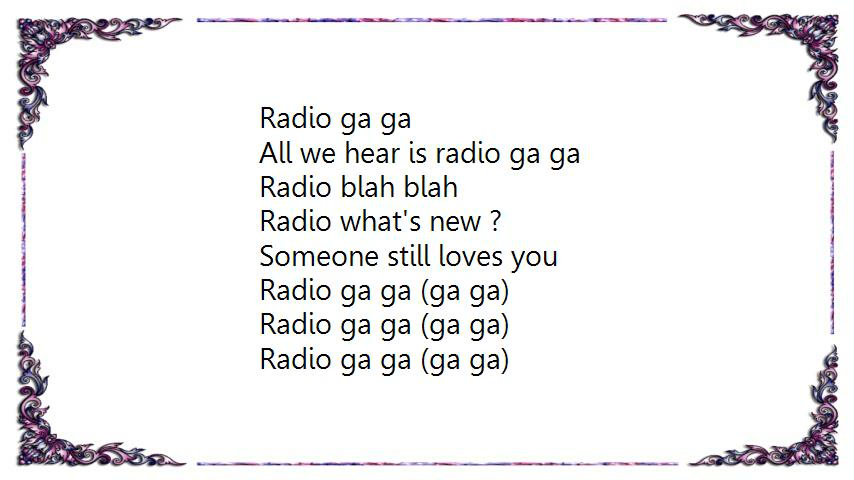 Radio ga ga
All we hear is radio ga ga
Radio blah blah
Radio what's new ?
Someone still loves you
Radio ga ga (ga ga)
Radio ga ga (ga ga)
Radio ga ga (ga ga)